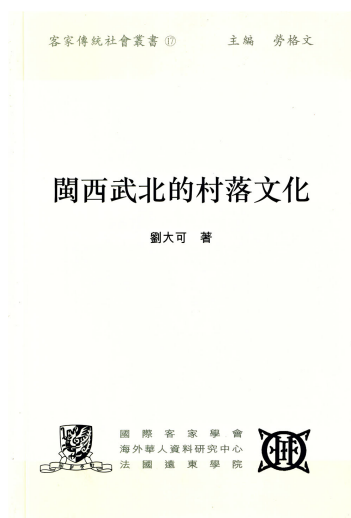 客家傳統社會叢書 ⑰ 主編 勞格文
閩西武北的村落文化
劉大可 著
國際客家學會
海外華人資料研究中心
法國遠東學院